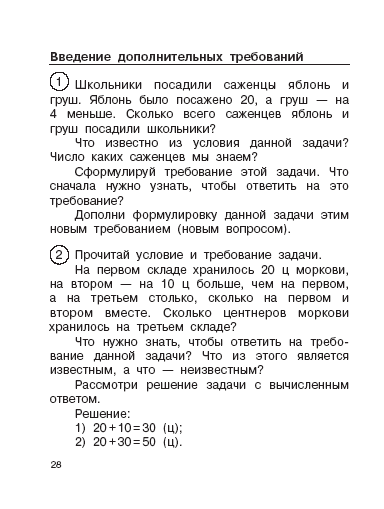 Введение дополнительных требований
1 Школьники посадили саженцы яблонь и
груш. Яблонь было посажено 20, а груш — на
4 меньше. Сколько всего саженцев яблонь и
груш посадили школьники?
Что известно из условия данной задачи?
Число каких саженцев мы знаем?
Сформулируй требование этой задачи. Что
сначала нужно узнать, чтобы ответить на это
требование?
Дополни формулировку данной задачи этим
новым требованием (новым вопросом).
2 Прочитай условие и требование задачи.
На первом складе хранилось 20 ц моркови,
на втором — на 10 ц больше, чем на первом,
а на третьем столько, сколько на первом и
втором вместе. Сколько центнеров моркови
хранилось на третьем складе?
Что нужно знать, чтобы ответить на требо-
вание данной задачи? Что из этого является
известным, а что — неизвестным?
Рассмотри решение задачи с вычисленным
ответом.
Решение:
1) 20+10=30 (ц);
2) 20+30=50 (ц).
28